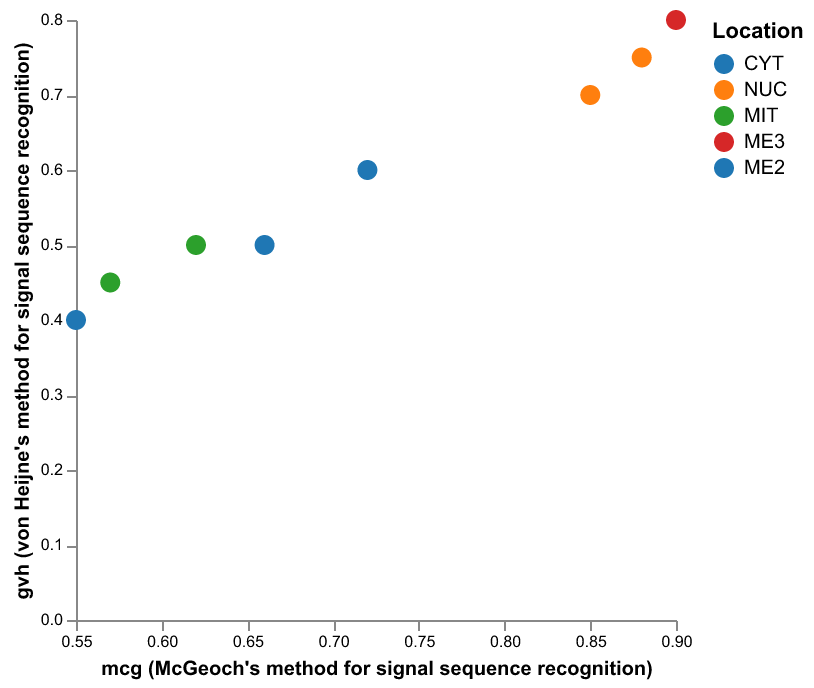 gvh (von Heijne's method for signal sequence recognition)
0.8
0.7
0.6
0.5
0.4
0.3
0.2
0.1
0.0
0.55 0.60 0.65 0.70 0.75 0.80 0.85 0.90
mcg (McGeoch's method for signal sequence recognition)
Location
CYT
NUC
MIT
ME3
ME2